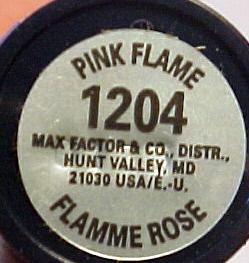 PINK FLAME
1204
MAX FACTOR & CO., DISTR.,
HUNT VALLEY, MD
21030 USA/E.-U.
FLAMME ROSE